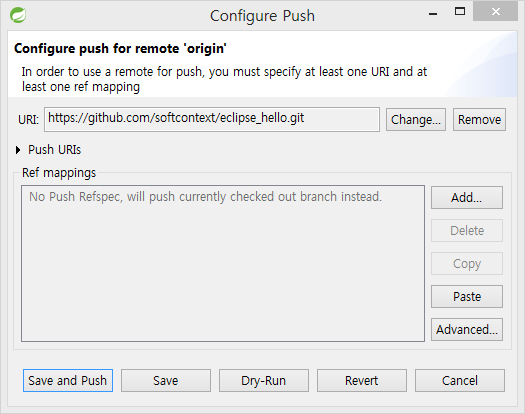 Configure Push
Configure push for remote 'origin'
In order to use a remote for push, you must specify at least one URI and at
least one ref mapping
URI: https://github.com/softcontext/eclipse_hello.git Change... Remove
Push URIs
Ref mappings
No Push Refspec, will push currently checked out branch instead.
Add...
Delete
Copy
Paste
Advanced...
Save and Push Save Dry-Run Revert Cancel